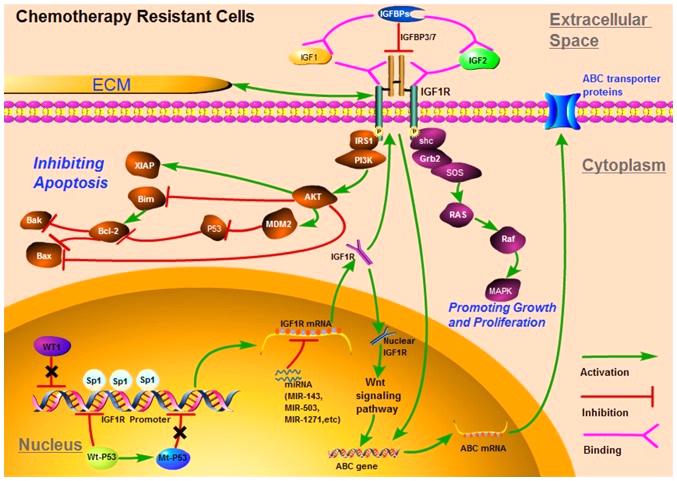 Chemotherapy Resistant Cells
IGFBPs
Extracellular
Space
IGFBP3/7
IGF1
IGF2
ECM
IGF1R
ABC transporter
proteins
P
P
IRS1
shc
PI3K
Grb2
SOS
Cytoplasm
Inhibiting
Apoptosis
XIAP
Bim
AKT
RAS
Bak
Bcl-2
P53
MDM2
Raf
Bax
IGF1R
MAPK
Promoting Growth
and Proliferation
IGF1R mRNA
Nuclear
IGF1R
WT1
Sp1
Sp1
Sp1
miRNA
(MIR-143,
MIR-503,
MIR-1271,etc)
Wnt
signaling
pathway
Activation
IGF1R Promoter
Inhibition
Nucleus
Wt-P53
Mt-P53
ABC gene
ABC mRNA
Binding